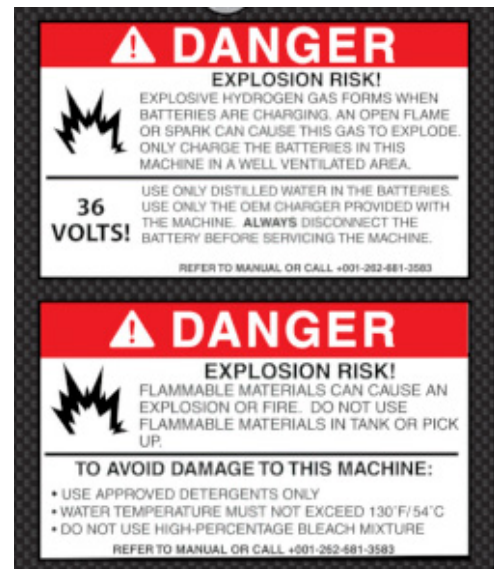 DANGER
EXPLOSION RISK!
EXPLOSIVE HYDROGEN GAS FORMS WHEN
BATTERIES ARE CHARGING. AN OPEN FLAME
OR SPARK CAN CAUSE THIS GAS TO EXPLODE.
ONLY CHARGE THE BATTERIES IN THIS
MACHINE IN A WELL VENTILATED AREA.
36
VOLTS!
USE ONLY DISTILLED WATER IN THE BATTERIES.
USE ONLY THE OEM CHARGER PROVIDED WITH
THE MACHINE. ALWAYS DISCONNECT THE
BATTERY BEFORE SERVICING THE MACHINE.
REFER TO MANUAL OR CALL +001-262-681-3583
DANGER
EXPLOSION RISK!
FLAMMABLE MATERIALS CAN CAUSE AN
EXPLOSION OR FIRE. DO NOT USE
FLAMMABLE MATERIALS IN TANK OR PICK
UP.
TO AVOID DAMAGE TO THIS MACHINE:
• USE APPROVED DETERGENTS ONLY
• WATER TEMPERATURE MUST NOT EXCEED 130°F/54°C
• DO NOT USE HIGH-PERCENTAGE BLEACH MIXTURE
REFER TO MANUAL OR CALL +001-262-681-3583